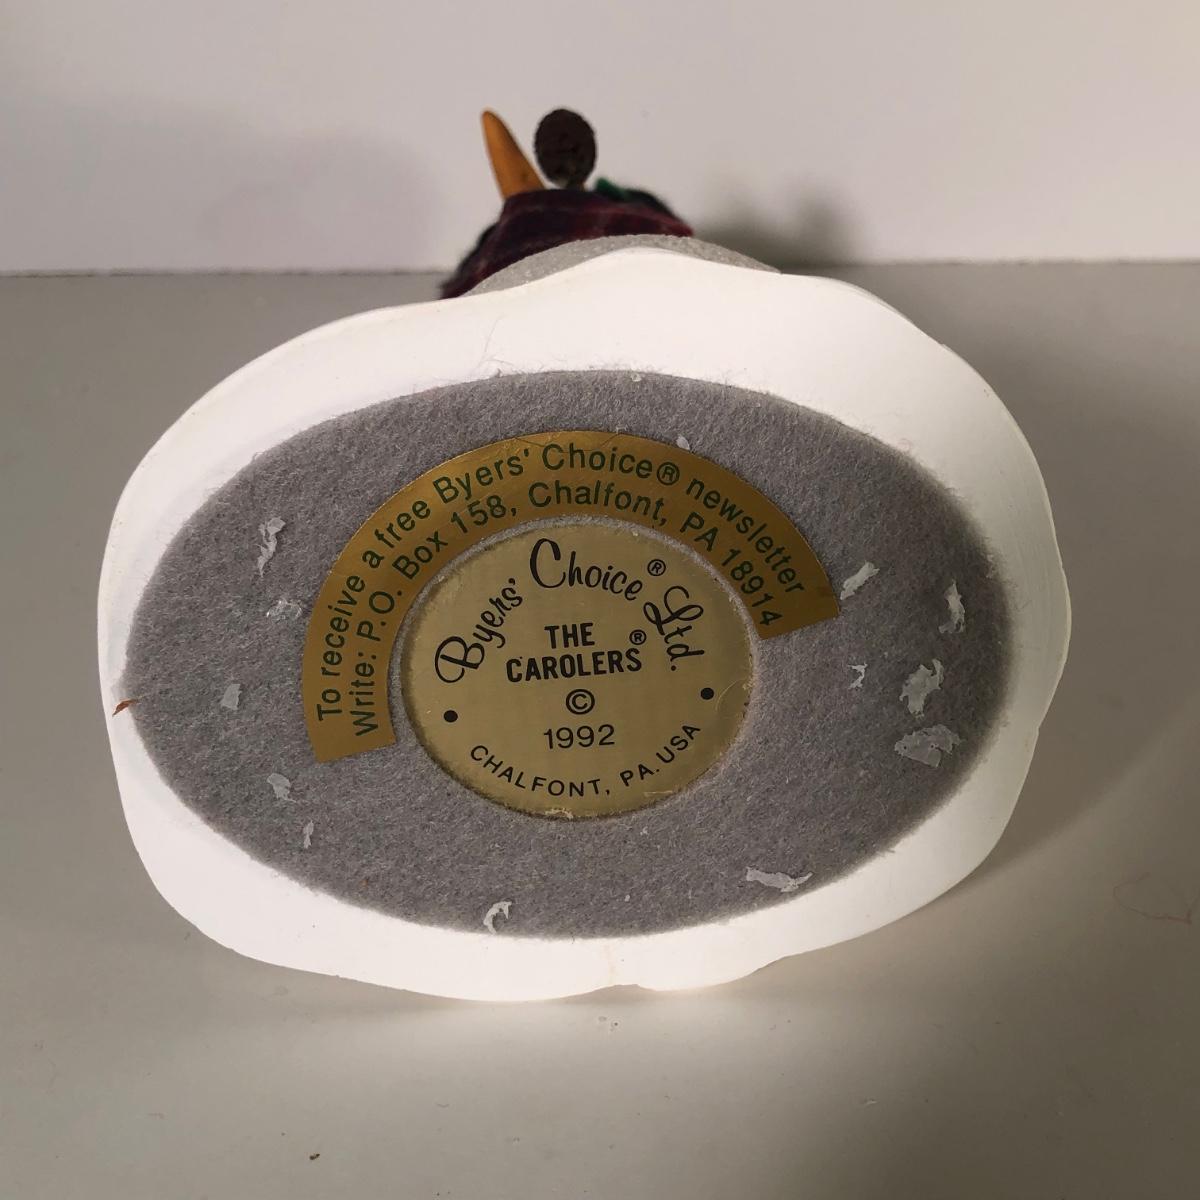 To receive a free Byers' Choice® newsletter
Write: P.O. Box 158, Chalfont, PA 18914
Byers' Choice® Ltd.
THE
CAROLERS®
©
1992
CHALFONT, PA. USA